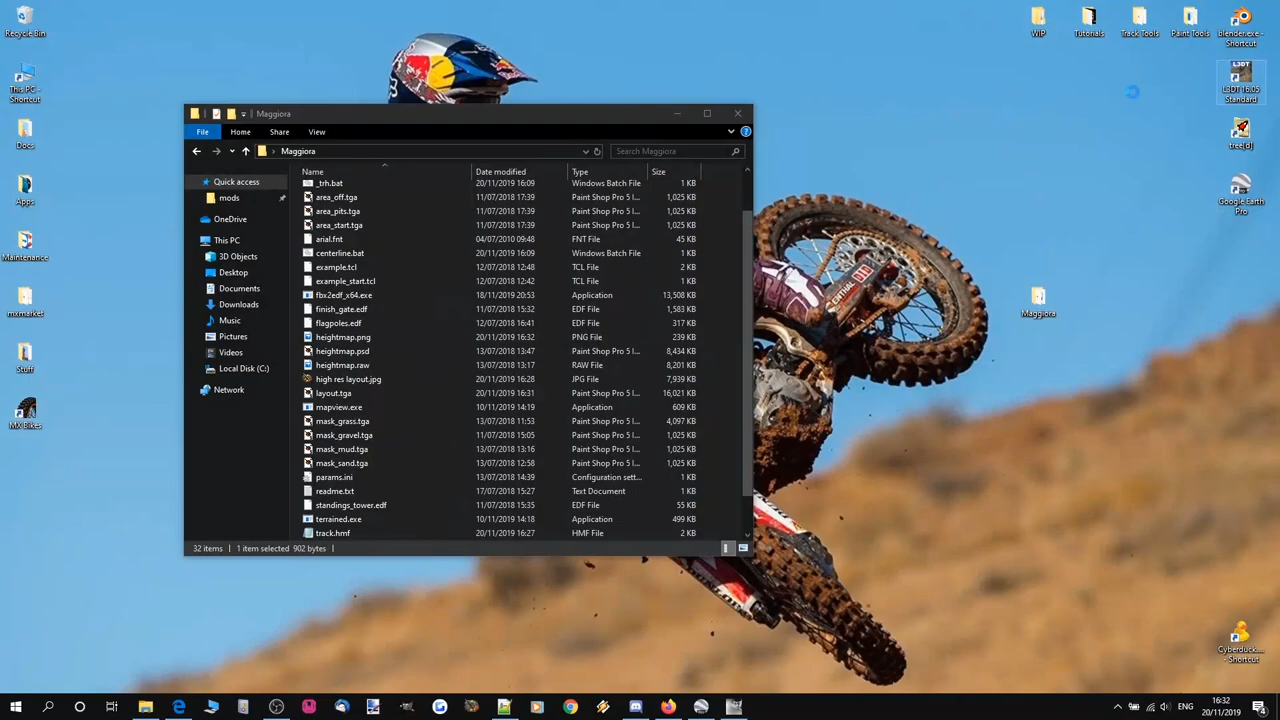 Recycle Bin
This PC - Shortcut
Docs
Apps
Maintenance
mxmarket
Stuff
MX Bikes
WIP
Tutorials
Track Tools
Paint Tools
blender.exe - Shortcut
L3DT
L3DT 16.05 Standard
tree[d]
Google Earth Pro
Maggiora
Cyberduck.... - Shortcut
Maggiora
File Home Share View
Maggiora
Search Maggiora
Quick access
mods
OneDrive
This PC
3D Objects
Desktop
Documents
Downloads
Music
Pictures
Videos
Local Disk (C:)
Network
Name Date modified Type Size
_trh.bat 20/11/2019 16:09 Windows Batch File 1 KB
area_off.tga 11/07/2018 17:39 Paint Shop Pro 5 I... 1,025 KB
area_pits.tga 11/07/2018 17:39 Paint Shop Pro 5 I... 1,025 KB
area_start.tga 11/07/2018 17:39 Paint Shop Pro 5 I... 1,025 KB
arial.fnt 04/07/2010 09:48 FNT File 45 KB
centerline.bat 20/11/2019 16:09 Windows Batch File 1 KB
example.tcl 12/07/2018 12:48 TCL File 2 KB
example_start.tcl 12/07/2018 12:42 TCL File 1 KB
fbx2edf_x64.exe 18/11/2019 20:53 Application 13,508 KB
finish_gate.edf 11/07/2018 15:32 EDF File 1,583 KB
flagpoles.edf 12/07/2018 16:41 EDF File 317 KB
heightmap.png 20/11/2019 16:32 PNG File 239 KB
heightmap.psd 13/07/2018 13:47 Paint Shop Pro 5 I... 8,434 KB
heightmap.raw 13/07/2018 13:17 RAW File 8,201 KB
high res layout.jpg 20/11/2019 16:28 JPG File 7,939 KB
layout.tga 20/11/2019 16:31 Paint Shop Pro 5 I... 16,021 KB
mapview.exe 10/11/2019 14:19 Application 609 KB
mask_grass.tga 13/07/2018 11:53 Paint Shop Pro 5 I... 4,097 KB
mask_gravel.tga 11/07/2018 15:05 Paint Shop Pro 5 I... 1,025 KB
mask_mud.tga 13/07/2018 13:16 Paint Shop Pro 5 I... 1,025 KB
mask_sand.tga 13/07/2018 12:58 Paint Shop Pro 5 I... 1,025 KB
params.ini 13/07/2018 14:39 Configuration sett... 1 KB
readme.txt 17/07/2018 15:27 Text Document 1 KB
standings_tower.edf 11/07/2018 15:35 EDF File 55 KB
terrained.exe 10/11/2019 14:18 Application 499 KB
track.hmf 20/11/2019 16:27 HMF File 2 KB
32 items 1 item selected 902 bytes
Red Bull
RENTHAL
ENG
16:32
20/11/2019
4